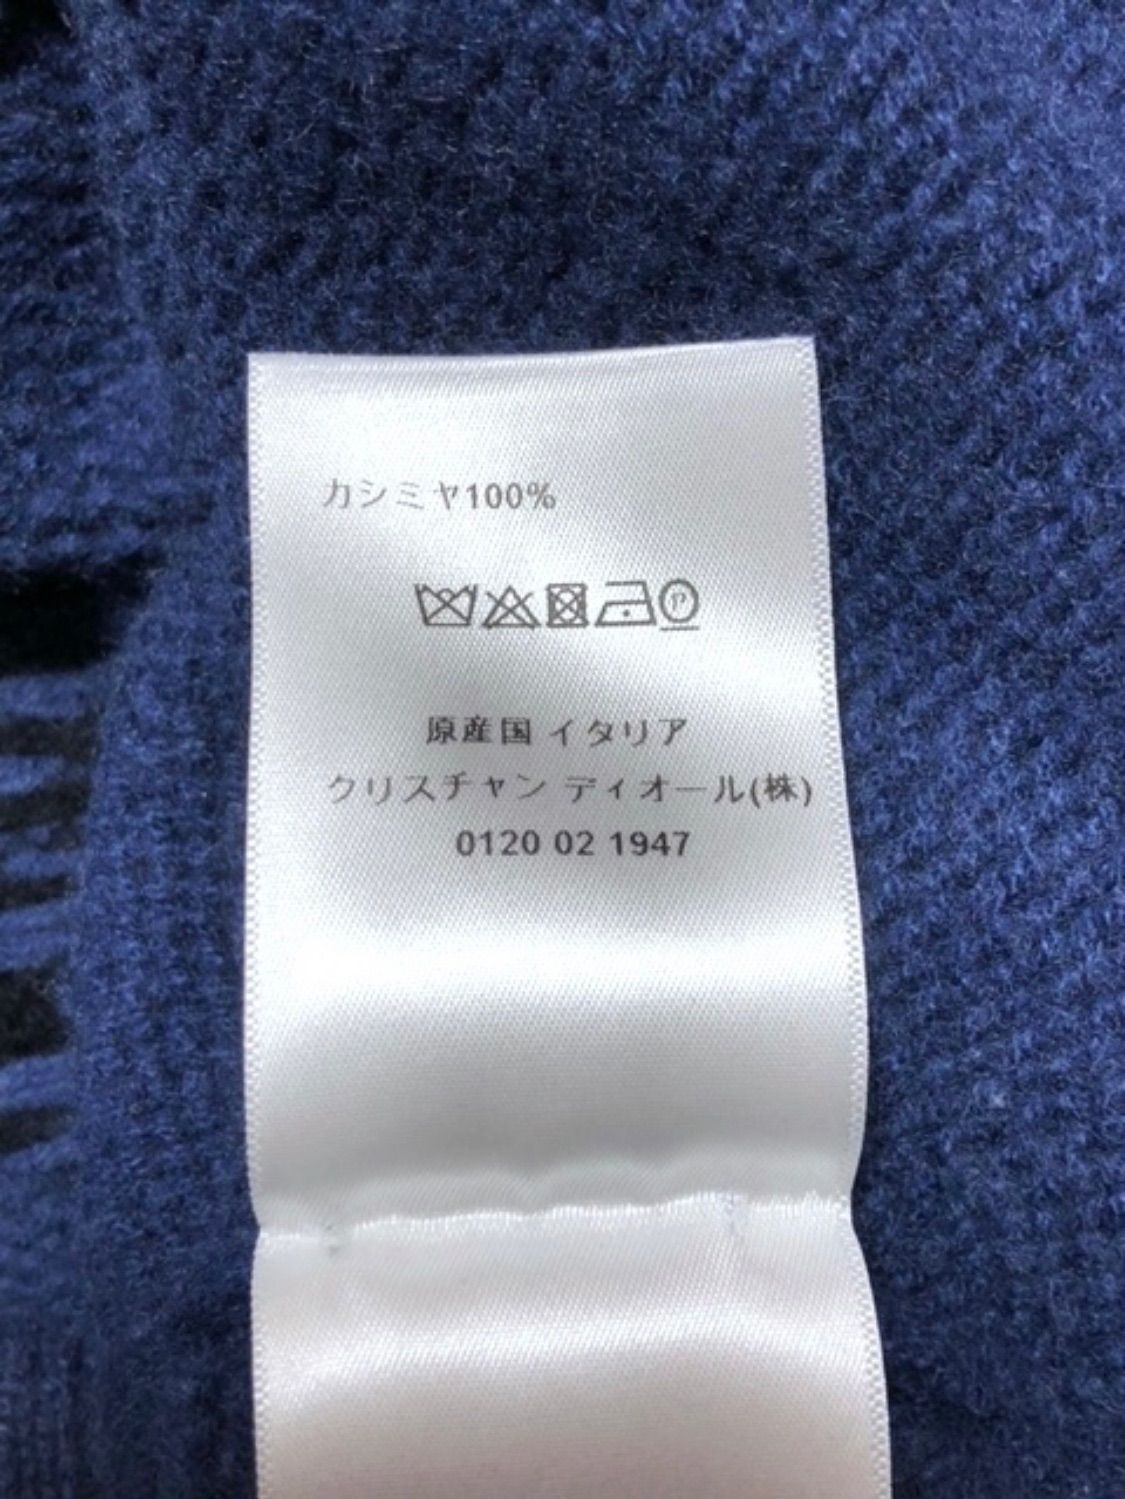 カシミヤ100%
P
原産国 イタリア
クリスチャン ディオール(株)
0120 02 1947